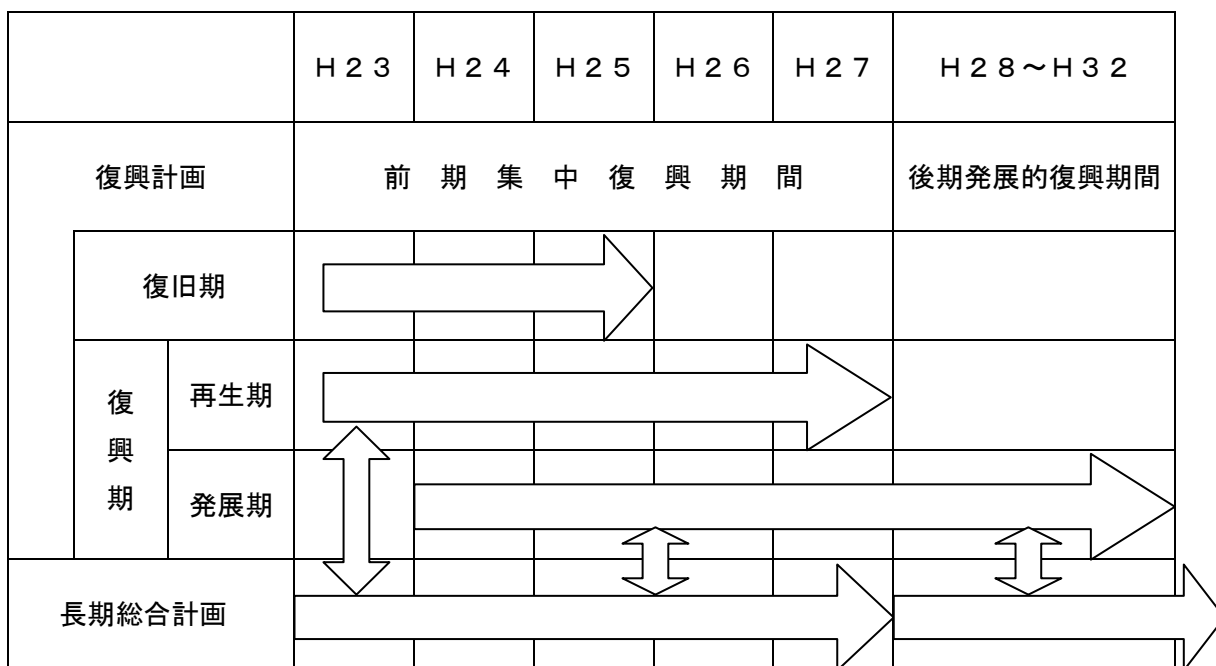 Ｈ２３ Ｈ２４ Ｈ２５ Ｈ２６ Ｈ２７ Ｈ２８～Ｈ３２
復興計画 前期集中復興期間 後期発展的復興期間
復旧期
復興期
再生期
発展期
長期総合計画